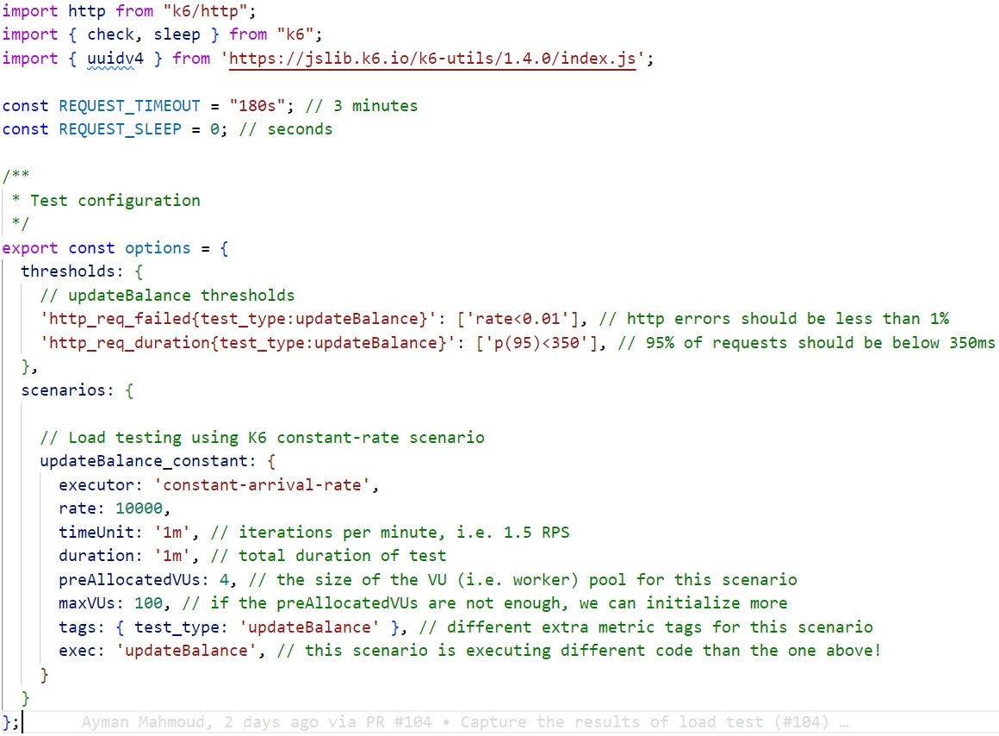 import http from "k6/http";
import { check, sleep } from "k6";
import { uuidv4 } from 'https://jslib.k6.io/k6-utils/1.4.0/index.js';

const REQUEST_TIMEOUT = "180s"; // 3 minutes
const REQUEST_SLEEP = 0; // seconds

/**
 * Test configuration
 */
export const options = {
  thresholds: {
    // updateBalance thresholds
    'http_req_failed{test_type:updateBalance}': ['rate<0.01'], // http errors should be less than 1%
    'http_req_duration{test_type:updateBalance}': ['p(95)<350'], // 95% of requests should be below 350ms
  },
  scenarios: {

    // Load testing using K6 constant-rate scenario
    updateBalance_constant: {
      executor: 'constant-arrival-rate',
      rate: 10000,
      timeUnit: '1m', // iterations per minute, i.e. 1.5 RPS
      duration: '1m', // total duration of test
      preAllocatedVUs: 4, // the size of the VU (i.e. worker) pool for this scenario
      maxVUs: 100, // if the preAllocatedVUs are not enough, we can initialize more
      tags: { test_type: 'updateBalance' }, // different extra metric tags for this scenario
      exec: 'updateBalance', // this scenario is executing different code than the one above!
    }
  }
};      Ayman Mahmoud, 2 days ago via PR #104 • Capture the results of load test (#104) …